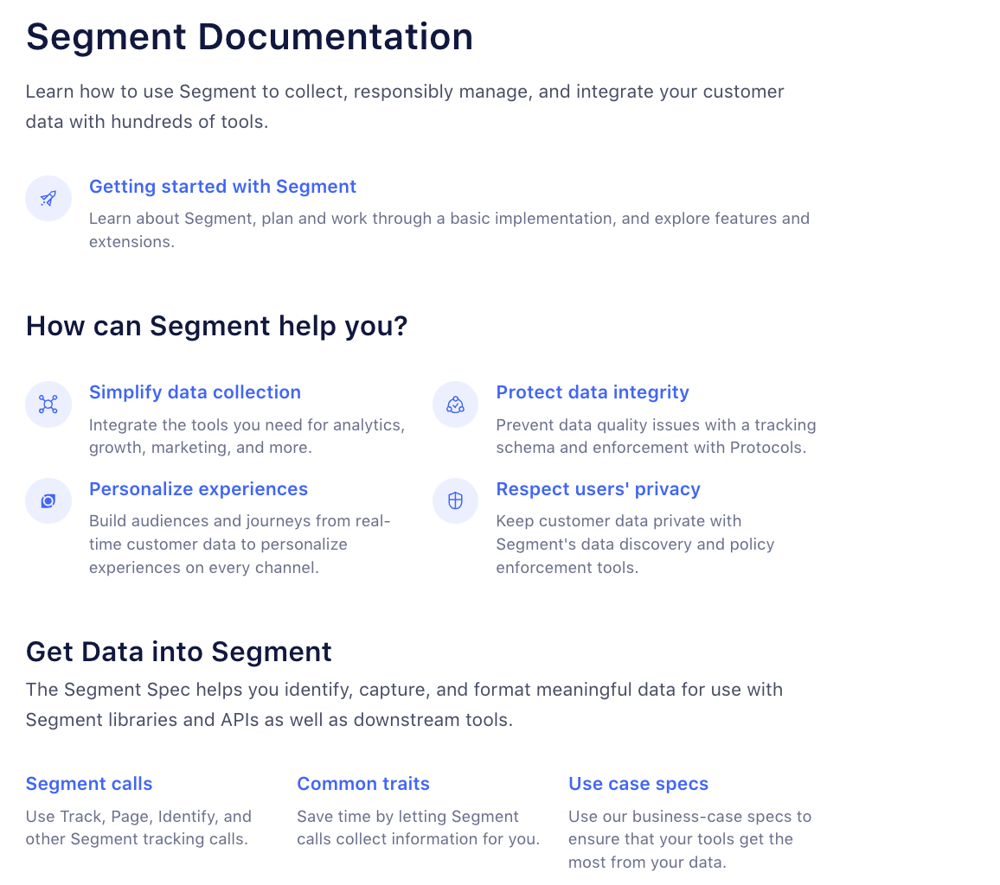 Segment Documentation
Learn how to use Segment to collect, responsibly manage, and integrate your customer
data with hundreds of tools.
Getting started with Segment
Learn about Segment, plan and work through a basic implementation, and explore features and
extensions.
How can Segment help you?
Simplify data collection
Integrate the tools you need for analytics,
growth, marketing, and more.
Protect data integrity
Prevent data quality issues with a tracking
schema and enforcement with Protocols.
Personalize experiences
Build audiences and journeys from real-
time customer data to personalize
experiences on every channel.
Respect users' privacy
Keep customer data private with
Segment's data discovery and policy
enforcement tools.
Get Data into Segment
The Segment Spec helps you identify, capture, and format meaningful data for use with
Segment libraries and APIs as well as downstream tools.
Segment calls
Use Track, Page, Identify, and
other Segment tracking calls.
Common traits
Save time by letting Segment
calls collect information for you.
Use case specs
Use our business-case specs to
ensure that your tools get the
most from your data.